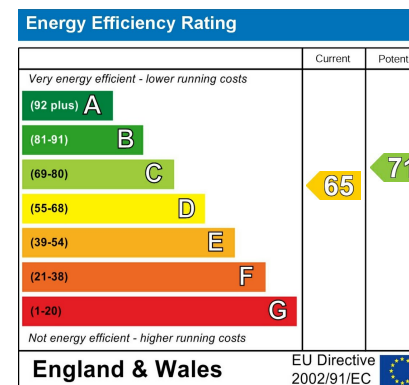 Energy Efficiency Rating
Current Potent
Very energy efficient - lower running costs
(92 plus) A
(81-91) B
(69-80) C
(55-68) D
(39-54) E
(21-38) F
(1-20) G
65
71
Not energy efficient - higher running costs
England & Wales
EU Directive
2002/91/EC